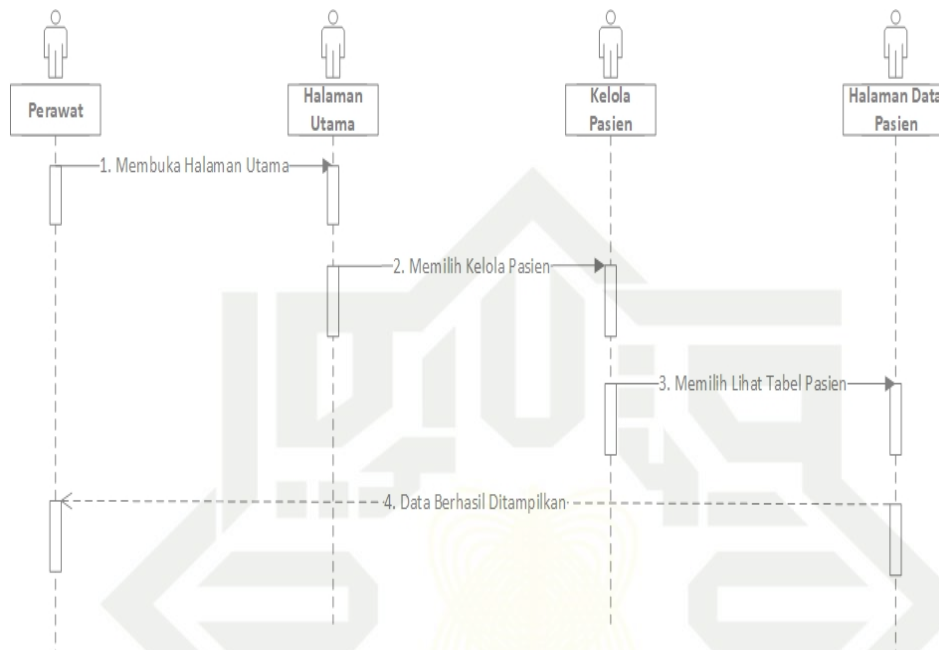 Perawat
Halaman
Utama
Kelola
Pasien
Halaman Data
Pasien
1. Membuka Halaman Utama
2. Memilih Kelola Pasien
3. Memilih Lihat Tabel Pasien
4. Data Berhasil Ditampilkan